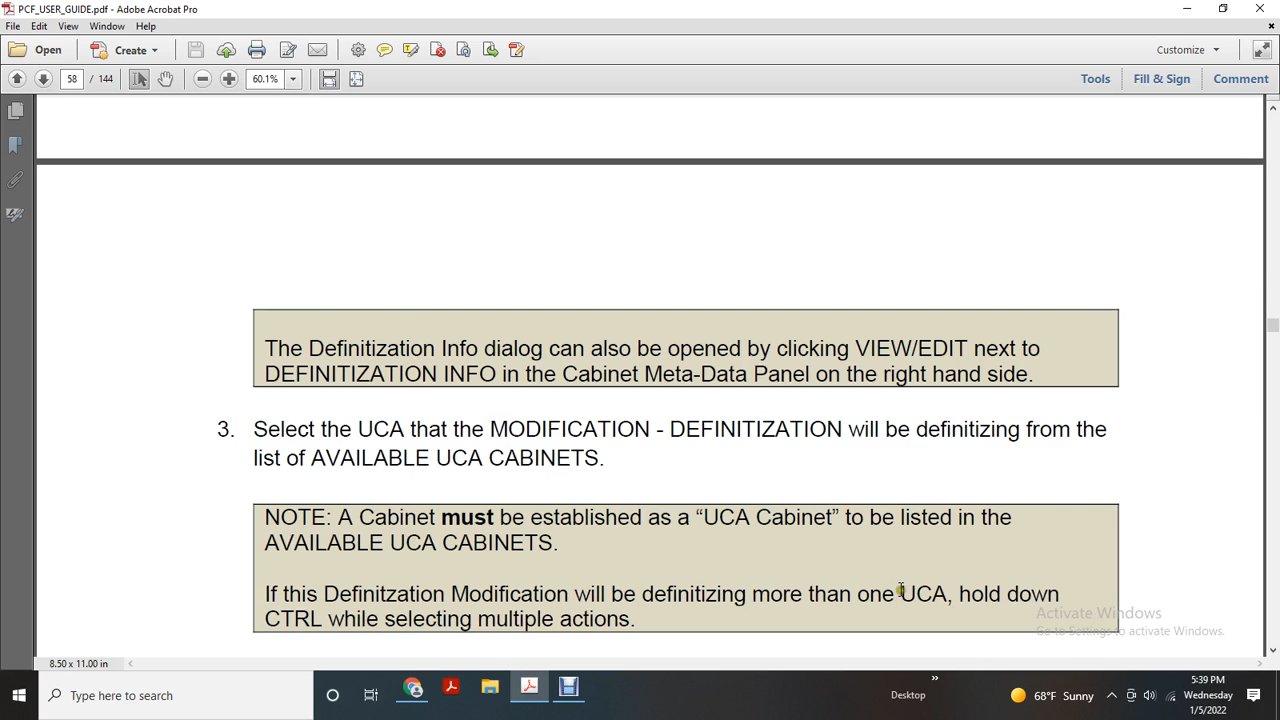 PCF_USER_GUIDE.pdf - Adobe Acrobat Pro
File Edit View Window Help
Open Create Customize
58 / 144 60.1% Tools Fill & Sign Comment
The Definitization Info dialog can also be opened by clicking VIEW/EDIT next to
DEFINITIZATION INFO in the Cabinet Meta-Data Panel on the right hand side.
3. Select the UCA that the MODIFICATION - DEFINITIZATION will be definitizing from the
list of AVAILABLE UCA CABINETS.
NOTE: A Cabinet must be established as a “UCA Cabinet” to be listed in the
AVAILABLE UCA CABINETS.
If this Definitzation Modification will be definitizing more than one UCA, hold down
CTRL while selecting multiple actions.
Activate Windows
Go to Settings to activate Windows.
8.50 x 11.00 in
Type here to search
Desktop
68°F Sunny
5:39 PM
Wednesday
1/5/2022